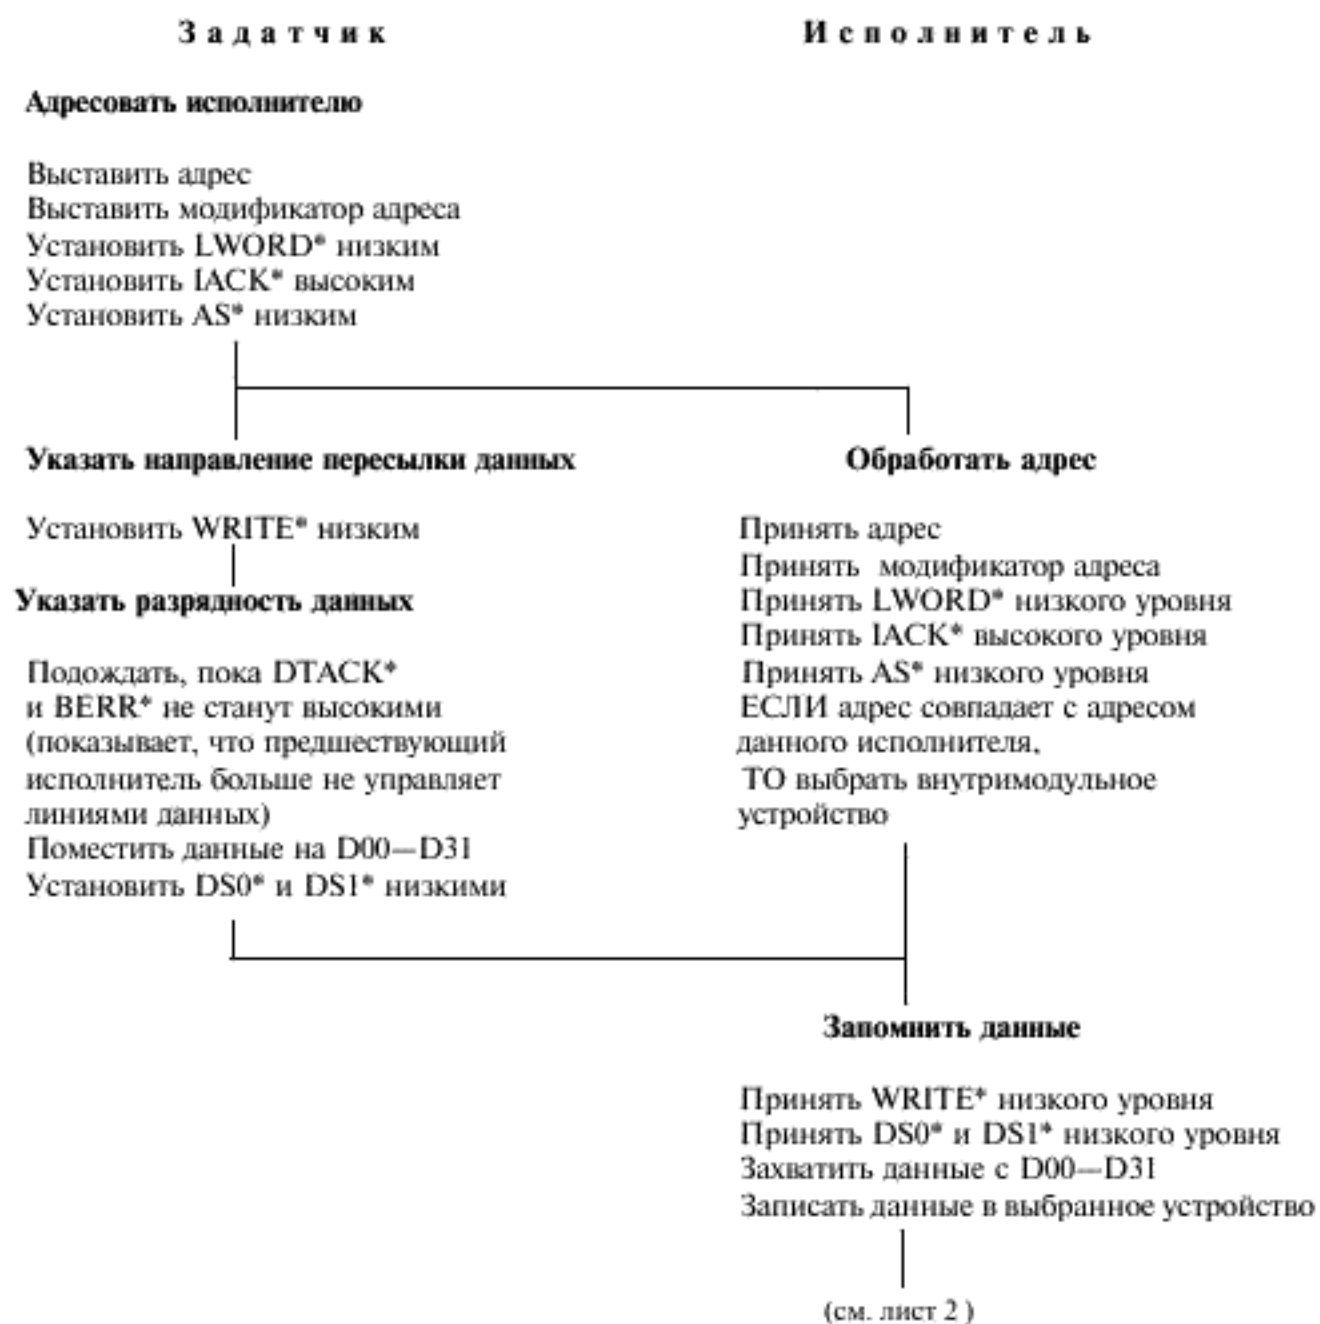 Задатчик
Исполнитель
Адресовать исполнителю
Выставить адрес
Выставить модификатор адреса
Установить LWORD* низким
Установить IACK* высоким
Установить AS* низким
Указать направление пересылки данных
Установить WRITE* низким
Указать разрядность данных
Подождать, пока DTACK*
и BERR* не станут высокими
(показывает, что предшествующий
исполнитель больше не управляет
линиями данных)
Поместить данные на D00—D31
Установить DS0* и DS1* низкими
Обработать адрес
Принять адрес
Принять модификатор адреса
Принять LWORD* низкого уровня
Принять IACK* высокого уровня
Принять AS* низкого уровня
ЕСЛИ адрес совпадает с адресом
данного исполнителя,
ТО выбрать внутримодульное
устройство
Запомнить данные
Принять WRITE* низкого уровня
Принять DS0* и DS1* низкого уровня
Захватить данные с D00—D31
Записать данные в выбранное устройство
(см. лист 2 )